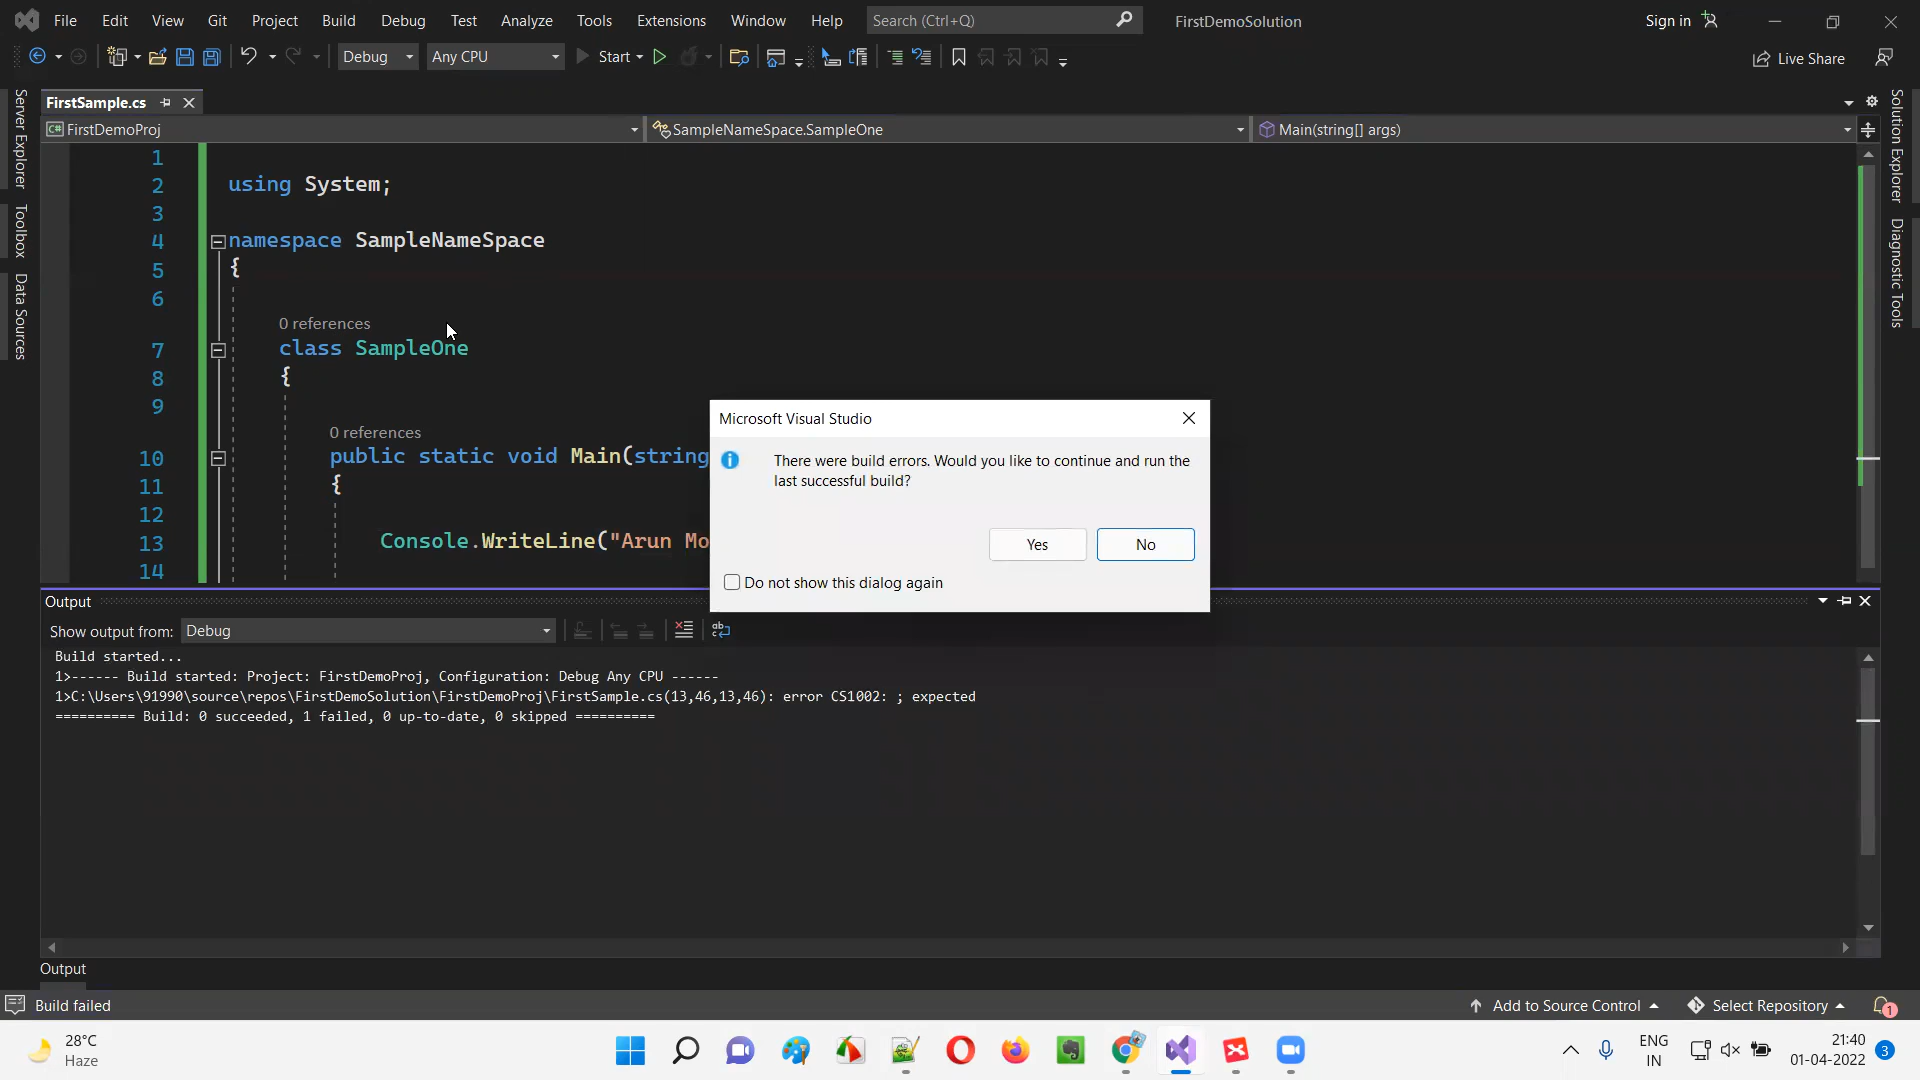 File Edit View Git Project Build Debug Test Analyze Tools Extensions Window Help Search (Ctrl+Q) FirstDemoSolution Sign in
Debug Any CPU Start Live Share
FirstSample.cs
FirstDemoProj SampleNameSpace.SampleOne Main(string[] args)
Server Explorer
Toolbox
Data Sources
Solution Explorer
Diagnostic Tools
1
2 using System;
3
4 namespace SampleNameSpace
5 {
6
0 references
7 class SampleOne
8 {
9
0 references
10 public static void Main(string
11 {
12
13 Console.WriteLine("Arun Mo
14
Microsoft Visual Studio
There were build errors. Would you like to continue and run the
last successful build?
Yes No
Do not show this dialog again
Output
Show output from: Debug
Build started...
1>------ Build started: Project: FirstDemoProj, Configuration: Debug Any CPU ------
1>C:\Users\91990\source\repos\FirstDemoSolution\FirstDemoProj\FirstSample.cs(13,46,13,46): error CS1002: ; expected
========== Build: 0 succeeded, 1 failed, 0 up-to-date, 0 skipped ==========
Output
Build failed Add to Source Control Select Repository 1
28°C
Haze
ENG
IN
21:40
01-04-2022
3